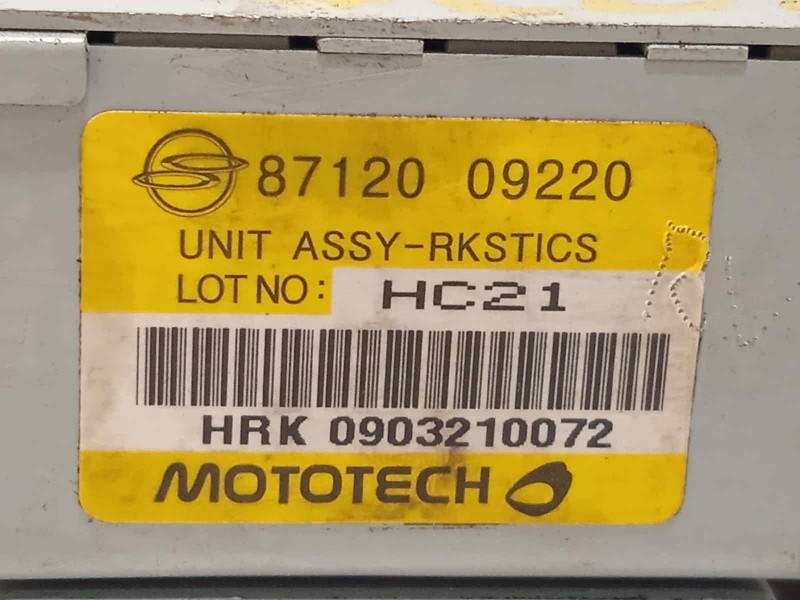 87120 09220
UNIT ASSY-RKSTICS
LOT NO: HC21
HRK 0903210072
MOTOTECH